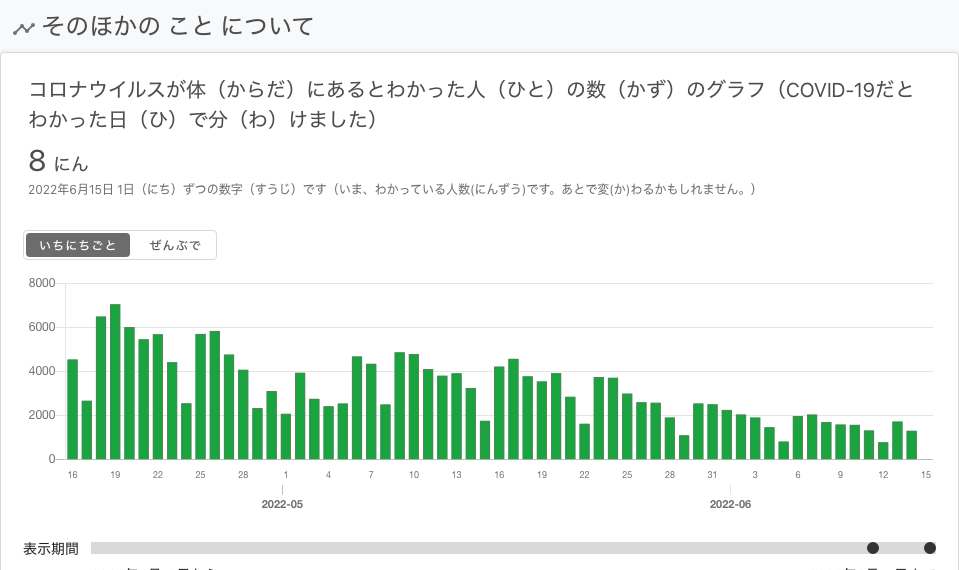 そのほかの こと について
コロナウイルスが体（からだ）にあるとわかった人（ひと）の数（かず）のグラフ（COVID-19だと
わかった日（ひ）で分（わ）けました）
8 にん
2022年6月15日 1日（にち）ずつの数字（すうじ）です（いま、わかっている人数(にんずう)です。あとで変(か)わるかもしれません。）
いちにちごと ぜんぶで
8000
6000
4000
2000
0
16 19 22 25 28 1 4 7 10 13 16 19 22 25 28 31 3 6 9 12 15
2022-05 2022-06
表示期間